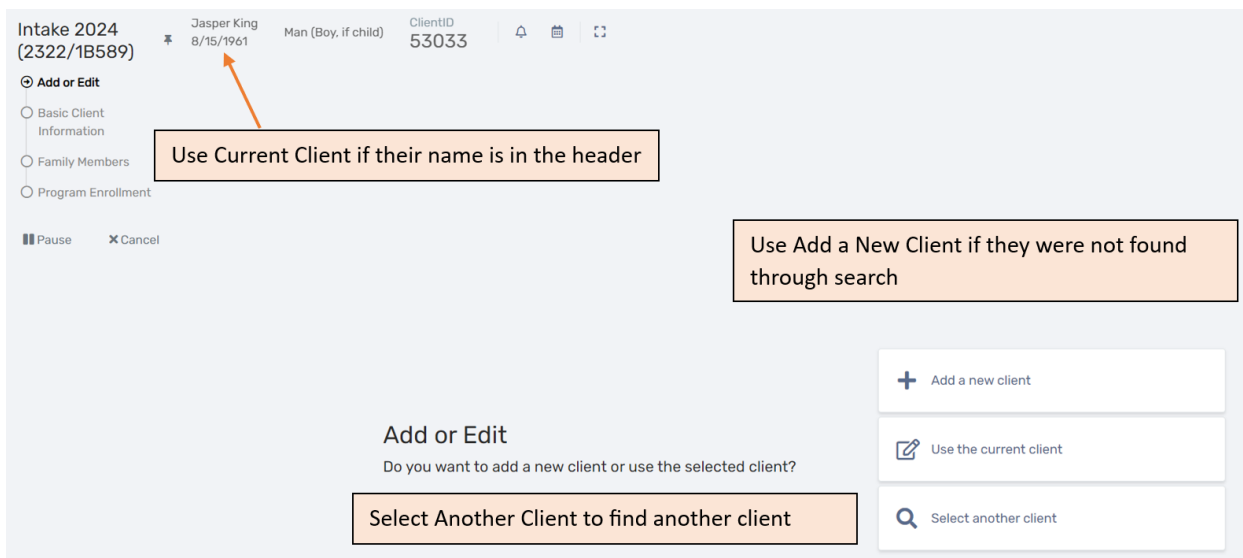 Intake 2024
(2322/1B589)
Jasper King
8/15/1961
Man (Boy, if child)
ClientID
53033
Add or Edit
Basic Client
Information
Family Members
Program Enrollment
Pause
Cancel
Use Current Client if their name is in the header
Use Add a New Client if they were not found
through search
Add a new client
Add or Edit
Do you want to add a new client or use the selected client?
Use the current client
Select Another Client to find another client
Select another client